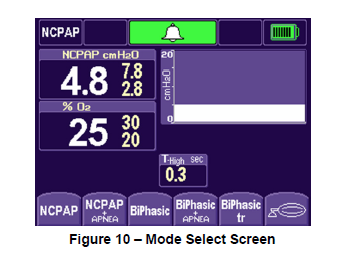 NCPAP
NCPAP cmH2O
4.8
7.8
2.8
% O2
25
30
20
cmH2O
20
0
THigh sec
0.3
NCPAP
NCPAP
+
APNEA
BiPhasic
BiPhasic
+
APNEA
BiPhasic
tr
Figure 10 – Mode Select Screen